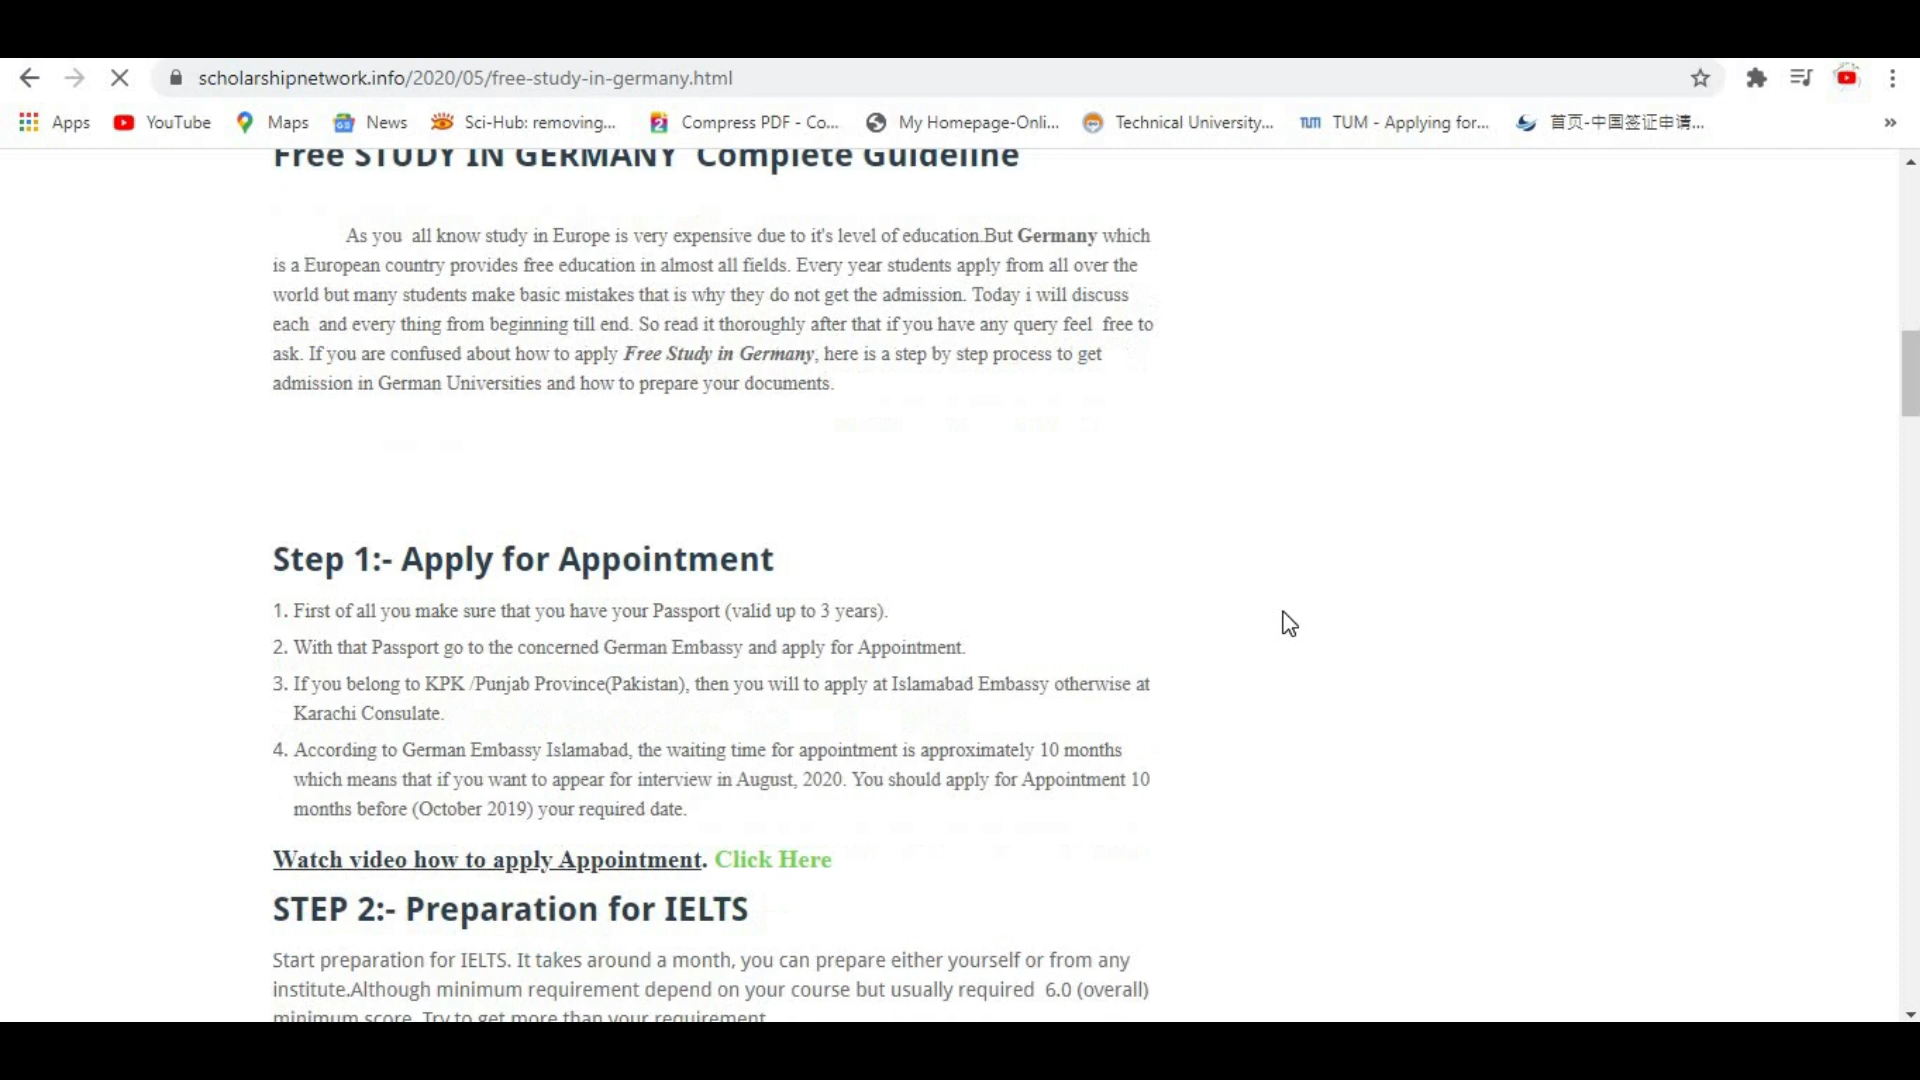 scholarshipnetwork.info/2020/05/free-study-in-germany.html
Apps YouTube Maps News Sci-Hub: removing... Compress PDF - Co... My Homepage-Onli... Technical University... TUM TUM - Applying for... 首页-中国签证申请... »
Free STUDY IN GERMANY Complete Guideline
As you all know study in Europe is very expensive due to it's level of education.But Germany which
is a European country provides free education in almost all fields. Every year students apply from all over the
world but many students make basic mistakes that is why they do not get the admission. Today i will discuss
each and every thing from beginning till end. So read it thoroughly after that if you have any query feel free to
ask. If you are confused about how to apply Free Study in Germany, here is a step by step process to get
admission in German Universities and how to prepare your documents.
Step 1:- Apply for Appointment
1. First of all you make sure that you have your Passport (valid up to 3 years).
2. With that Passport go to the concerned German Embassy and apply for Appointment.
3. If you belong to KPK /Punjab Province(Pakistan), then you will to apply at Islamabad Embassy otherwise at
Karachi Consulate.
4. According to German Embassy Islamabad, the waiting time for appointment is approximately 10 months
which means that if you want to appear for interview in August, 2020. You should apply for Appointment 10
months before (October 2019) your required date.
Watch video how to apply Appointment. Click Here
STEP 2:- Preparation for IELTS
Start preparation for IELTS. It takes around a month, you can prepare either yourself or from any
institute.Although minimum requirement depend on your course but usually required 6.0 (overall)
minimum score. Try to get more than your requirement.